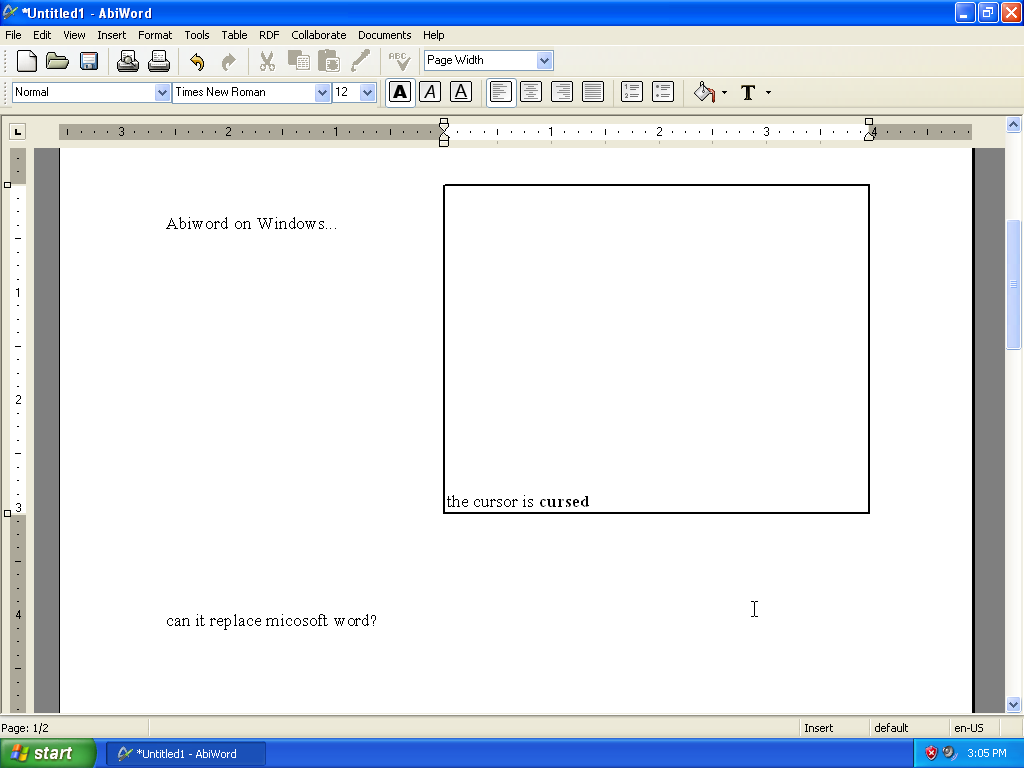 *Untitled1 - AbiWord
File Edit View Insert Format Tools Table RDF Collaborate Documents Help
ABC Page Width
Normal Times New Roman 12 A A A T
L 3 2 1 1 2 3 4
Abiword on Windows...
1
2
the cursor is cursed
3
4
can it replace micosoft word?
Page: 1/2 Insert default en-US
start *Untitled1 - AbiWord 3:05 PM